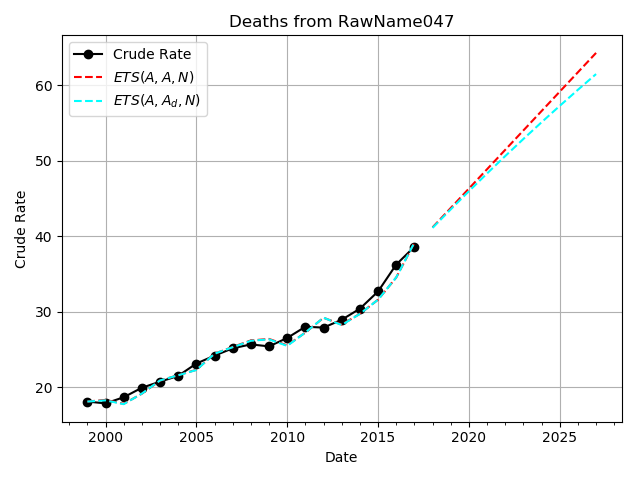 Deaths from RawName047
Crude Rate
ETS(A, A, N)
ETS(A, A_d, N)
60
50
40
30
20
Crude Rate
2000 2005 2010 2015 2020 2025
Date